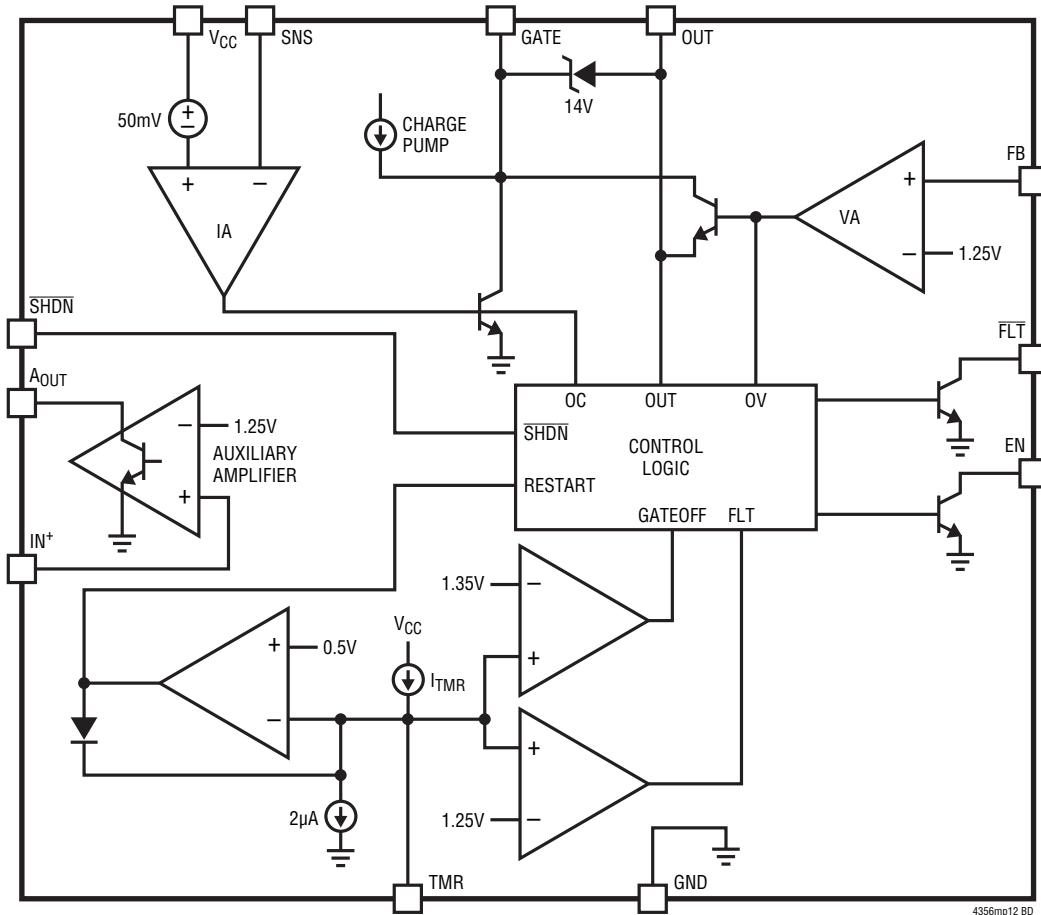 VCC
SNS
GATE
OUT
50mV
+
−
14V
CHARGE
PUMP
+
−
IA
FB
+
VA
−
1.25V
SHDN
FLT
AOUT
OC
OUT
OV
−
1.25V
SHDN
CONTROL
LOGIC
AUXILIARY
AMPLIFIER
EN
+
RESTART
GATEOFF
FLT
IN+
1.35V
−
VCC
+
0.5V
+
ITMR
−
+
2µA
1.25V
−
TMR
GND
4356mp12 BD